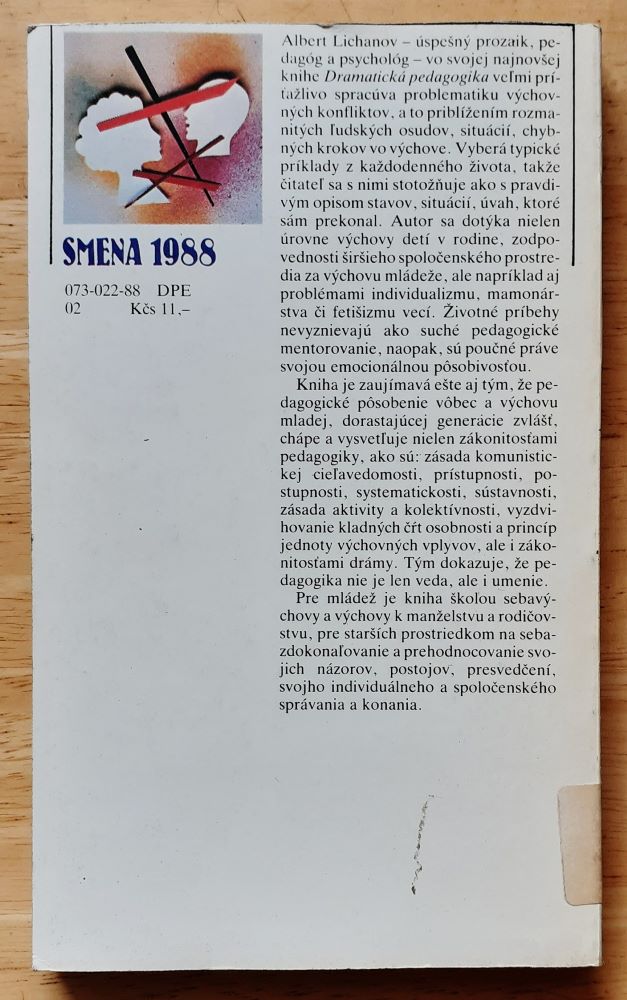 Albert Lichanov – úspešný prozaik, pe-
dagóg a psychológ – vo svojej najnovšej
knihe Dramatická pedagogika veľmi prí-
ťažlivo spracúva problematiku výchov-
ných konfliktov, a to priblížením rozma-
nitých ľudských osudov, situácií, chyb-
ných krokov vo výchove. Vyberá typické
príklady z každodenného života, takže
čitateľ sa s nimi stotožňuje ako s pravdi-
vým opisom stavov, situácií, úvah, ktoré
sám prekonal. Autor sa dotýka nielen
úrovne výchovy detí v rodine, zodpo-
vednosti širšieho spoločenského prostre-
dia za výchovu mládeže, ale napríklad aj
problémami individualizmu, mamonár-
stva či fetišizmu vecí. Životné príbehy
nevyznievajú ako suché pedagogické
mentorovanie, naopak, sú poučné práve
svojou emocionálnou pôsobivosťou.
Kniha je zaujímavá ešte aj tým, že pe-
dagogické pôsobenie vôbec a výchovu
mladej, dorastajúcej generácie zvlášť,
chápe a vysvetľuje nielen zákonitosťami
pedagogiky, ako sú: zásada komunistic-
kej cieľavedomosti, prístupnosti, po-
stupnosti, systematickosti, sústavnosti,
zásada aktivity a kolektívnosti, vyzdvi-
hovanie kladných čŕt osobnosti a princíp
jednoty výchovných vplyvov, ale i záko-
nitosťami drámy. Tým dokazuje, že pe-
dagogika nie je len veda, ale i umenie.
Pre mládež je kniha školou sebavý-
chovy a výchovy k manželstvu a rodičov-
stvu, pre starších prostriedkom na seba-
zdokonaľovanie a prehodnocovanie svo-
jich názorov, postojov, presvedčení,
svojho individuálneho a spoločenského
správania a konania.
SMENA 1988
073-022-88 DPE
02 Kčs 11,–